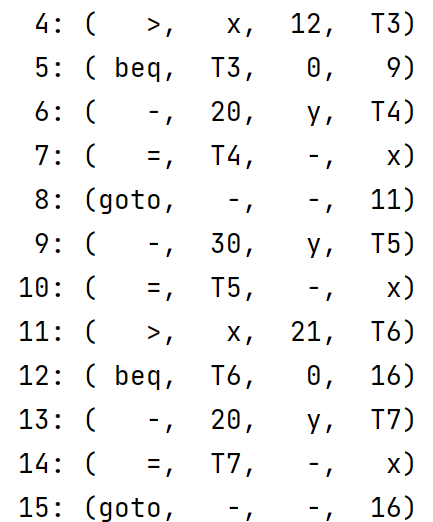 4: (   >,   x,  12,  T3)
5: ( beq,  T3,   0,   9)
6: (   -,  20,   y,  T4)
7: (   =,  T4,   -,   x)
8: (goto,   -,   -,  11)
9: (   -,  30,   y,  T5)
10: (   =,  T5,   -,   x)
11: (   >,   x,  21,  T6)
12: ( beq,  T6,   0,  16)
13: (   -,  20,   y,  T7)
14: (   =,  T7,   -,   x)
15: (goto,   -,   -,  16)